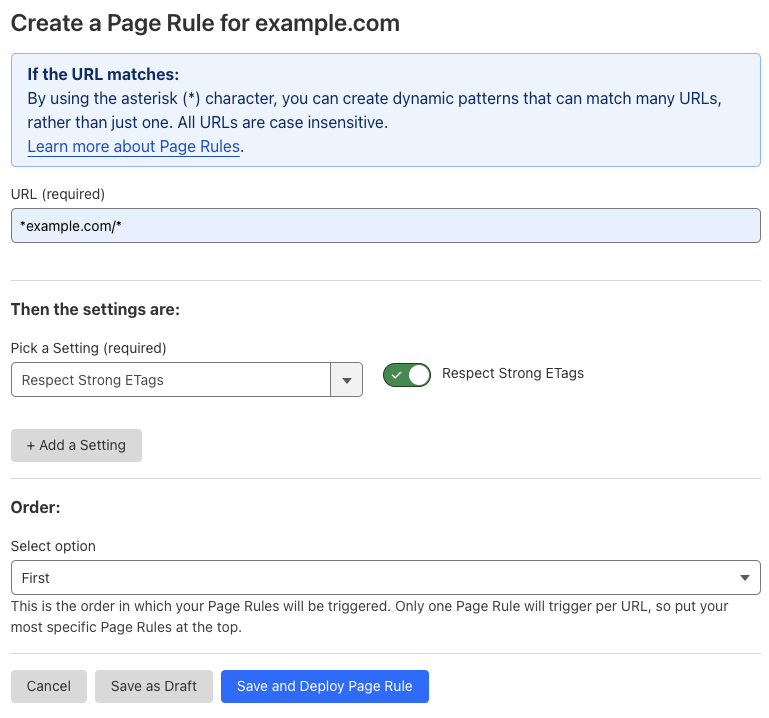 Create a Page Rule for example.com
If the URL matches:
By using the asterisk (*) character, you can create dynamic patterns that can match many URLs,
rather than just one. All URLs are case insensitive.
Learn more about Page Rules.
URL (required)
*example.com/*
Then the settings are:
Pick a Setting (required)
Respect Strong ETags
Respect Strong ETags
+ Add a Setting
Order:
Select option
First
This is the order in which your Page Rules will be triggered. Only one Page Rule will trigger per URL, so put your
most specific Page Rules at the top.
Cancel
Save as Draft
Save and Deploy Page Rule